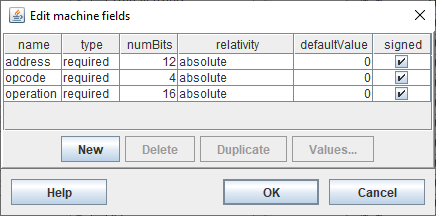 Edit machine fields
name type numBits relativity defaultValue signed
address required 12 absolute 0
opcode required 4 absolute 0
operation required 16 absolute 0
New Delete Duplicate Values...
Help OK Cancel